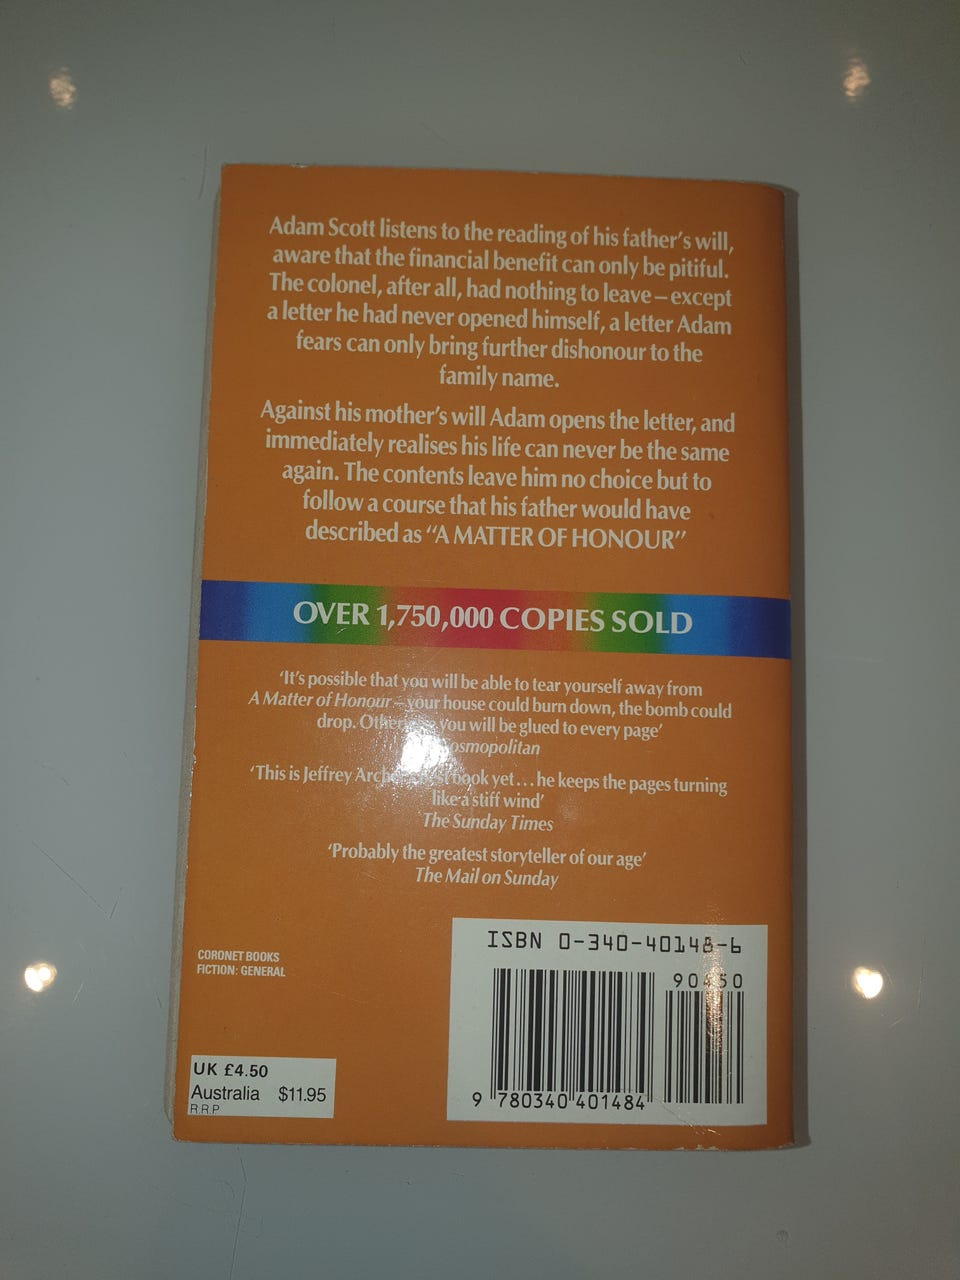 Adam Scott listens to the reading of his father's will,
aware that the financial benefit can only be pitiful.
The colonel, after all, had nothing to leave – except
a letter he had never opened himself, a letter Adam
fears can only bring further dishonour to the
family name.
Against his mother's will Adam opens the letter, and
immediately realises his life can never be the same
again. The contents leave him no choice but to
follow a course that his father would have
described as “A MATTER OF HONOUR”
OVER 1,750,000 COPIES SOLD
‘It's possible that you will be able to tear yourself away from
A Matter of Honour – your house could burn down, the bomb could
drop. you will be glued to every page’
Cosmopolitan
‘This is Jeffrey book yet... he keeps the pages turning
like a stiff wind’
The Sunday Times
‘Probably the greatest storyteller of our age’
The Mail on Sunday
ISBN 0-340-40148-6
CORONET BOOKS
FICTION: GENERAL
9 780340 401484
UK £4.50
Australia $11.95
R.R.P.